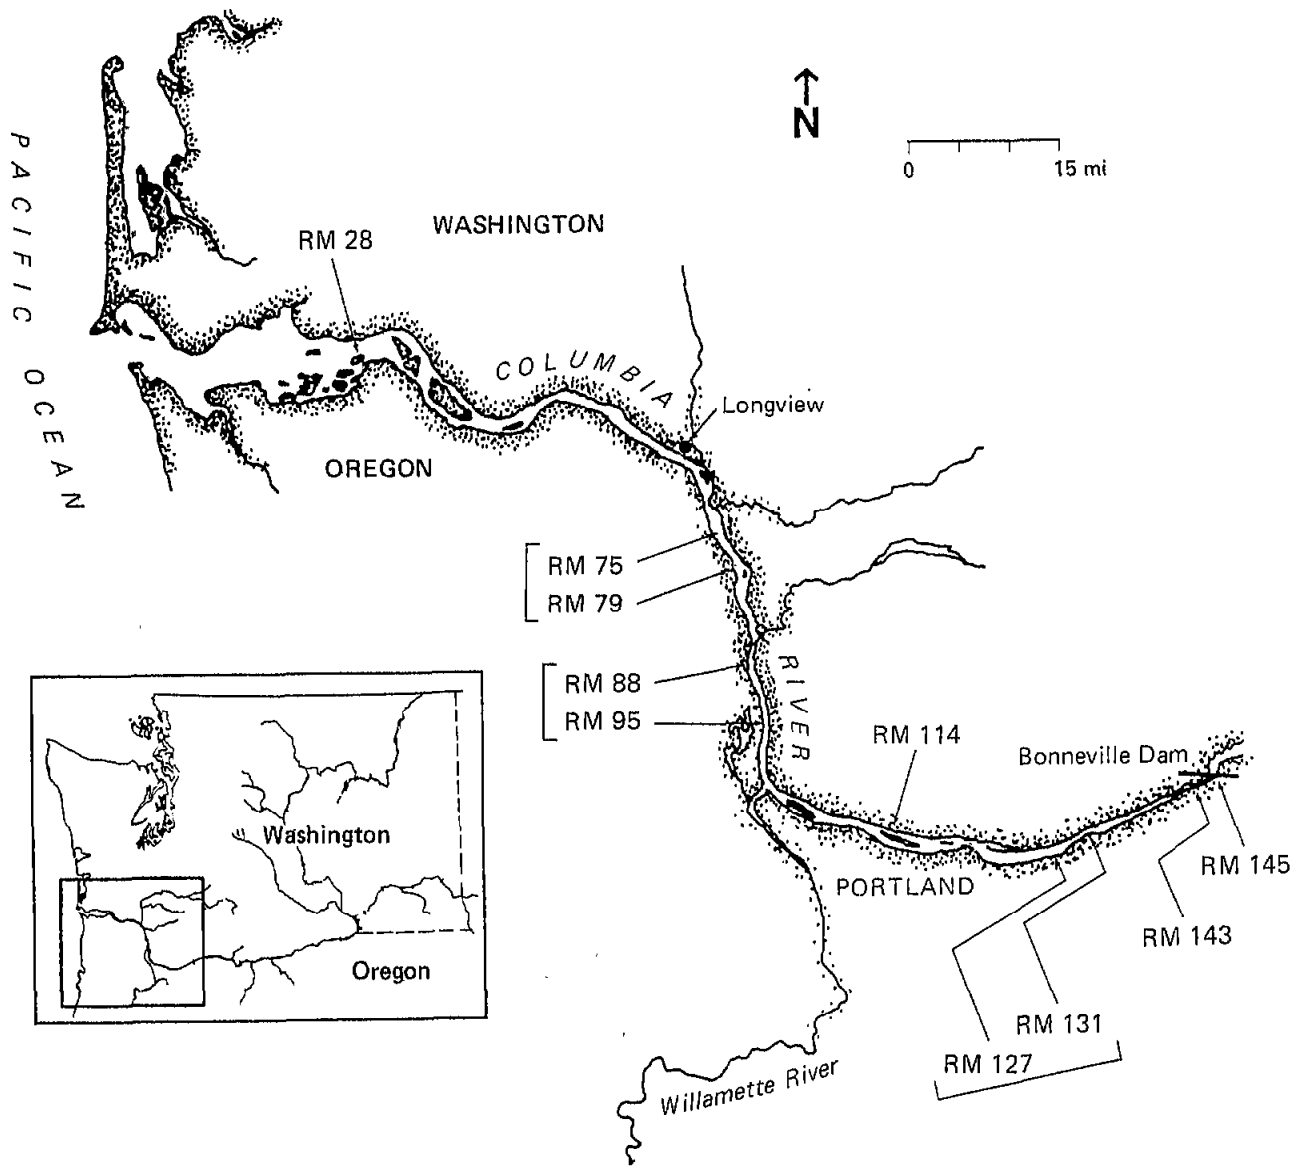 N
0 15 mi
PACIFIC OCEAN
WASHINGTON
RM 28
COLUMBIA
Longview
OREGON
RM 75
RM 79
RM 88
RM 95
RIVER
RM 114
Bonneville Dam
Washington
RM 145
PORTLAND
RM 143
Oregon
RM 131
RM 127
Willamette River